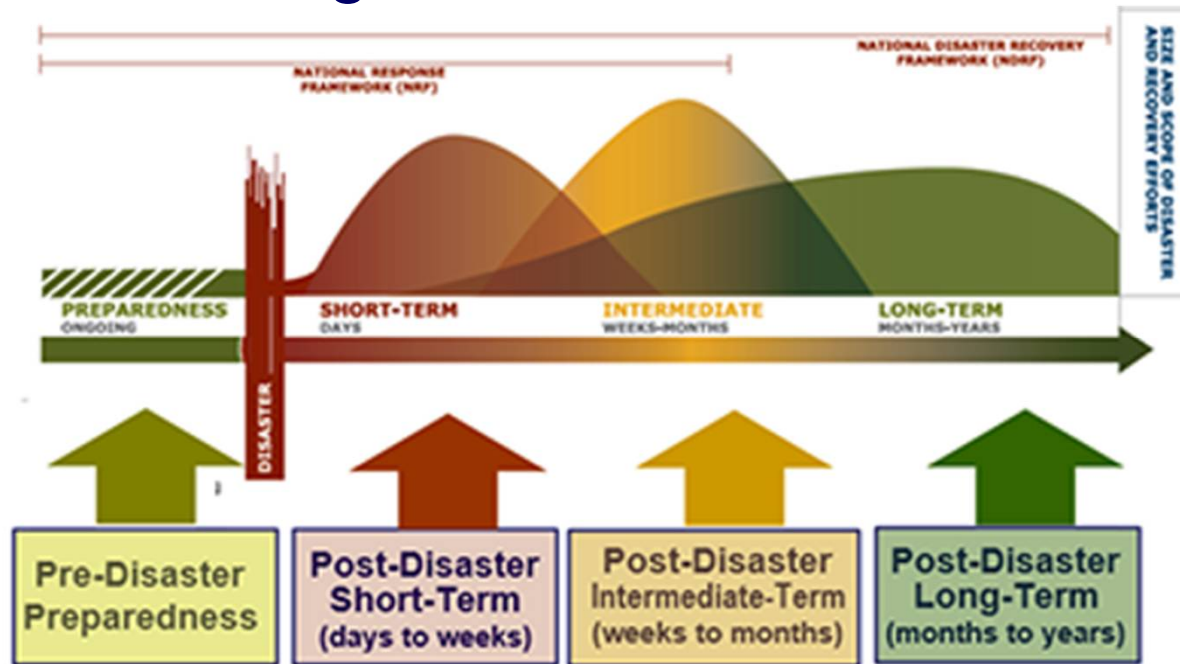 NATIONAL DISASTER RECOVERY
FRAMEWORK (NDRF)
NATIONAL RESPONSE
FRAMEWORK (NRF)
SIZE AND SCOPE OF DISASTER
AND RECOVERY EFFORTS
PREPAREDNESS
ONGOING
SHORT-TERM
DAYS
INTERMEDIATE
WEEKS-MONTHS
LONG-TERM
MONTHS-YEARS
DISASTER
Pre-Disaster
Preparedness
Post-Disaster
Short-Term
(days to weeks)
Post-Disaster
Intermediate-Term
(weeks to months)
Post-Disaster
Long-Term
(months to years)